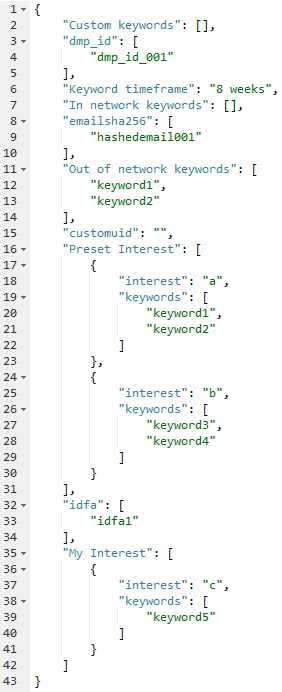 1 {
2     "Custom keywords": [],
3     "dmp_id": [
4         "dmp_id_001"
5     ],
6     "Keyword timeframe": "8 weeks",
7     "In network keywords": [],
8     "emailsha256": [
9         "hashedemail001"
10     ],
11     "Out of network keywords": [
12         "keyword1",
13         "keyword2"
14     ],
15     "customuid": "",
16     "Preset Interest": [
17         {
18             "interest": "a",
19             "keywords": [
20                 "keyword1",
21                 "keyword2"
22             ]
23         },
24         {
25             "interest": "b",
26             "keywords": [
27                 "keyword3",
28                 "keyword4"
29             ]
30         }
31     ],
32     "idfa": [
33         "idfa1"
34     ],
35     "My Interest": [
36         {
37             "interest": "c",
38             "keywords": [
39                 "keyword5"
40             ]
41         }
42     ]
43 }